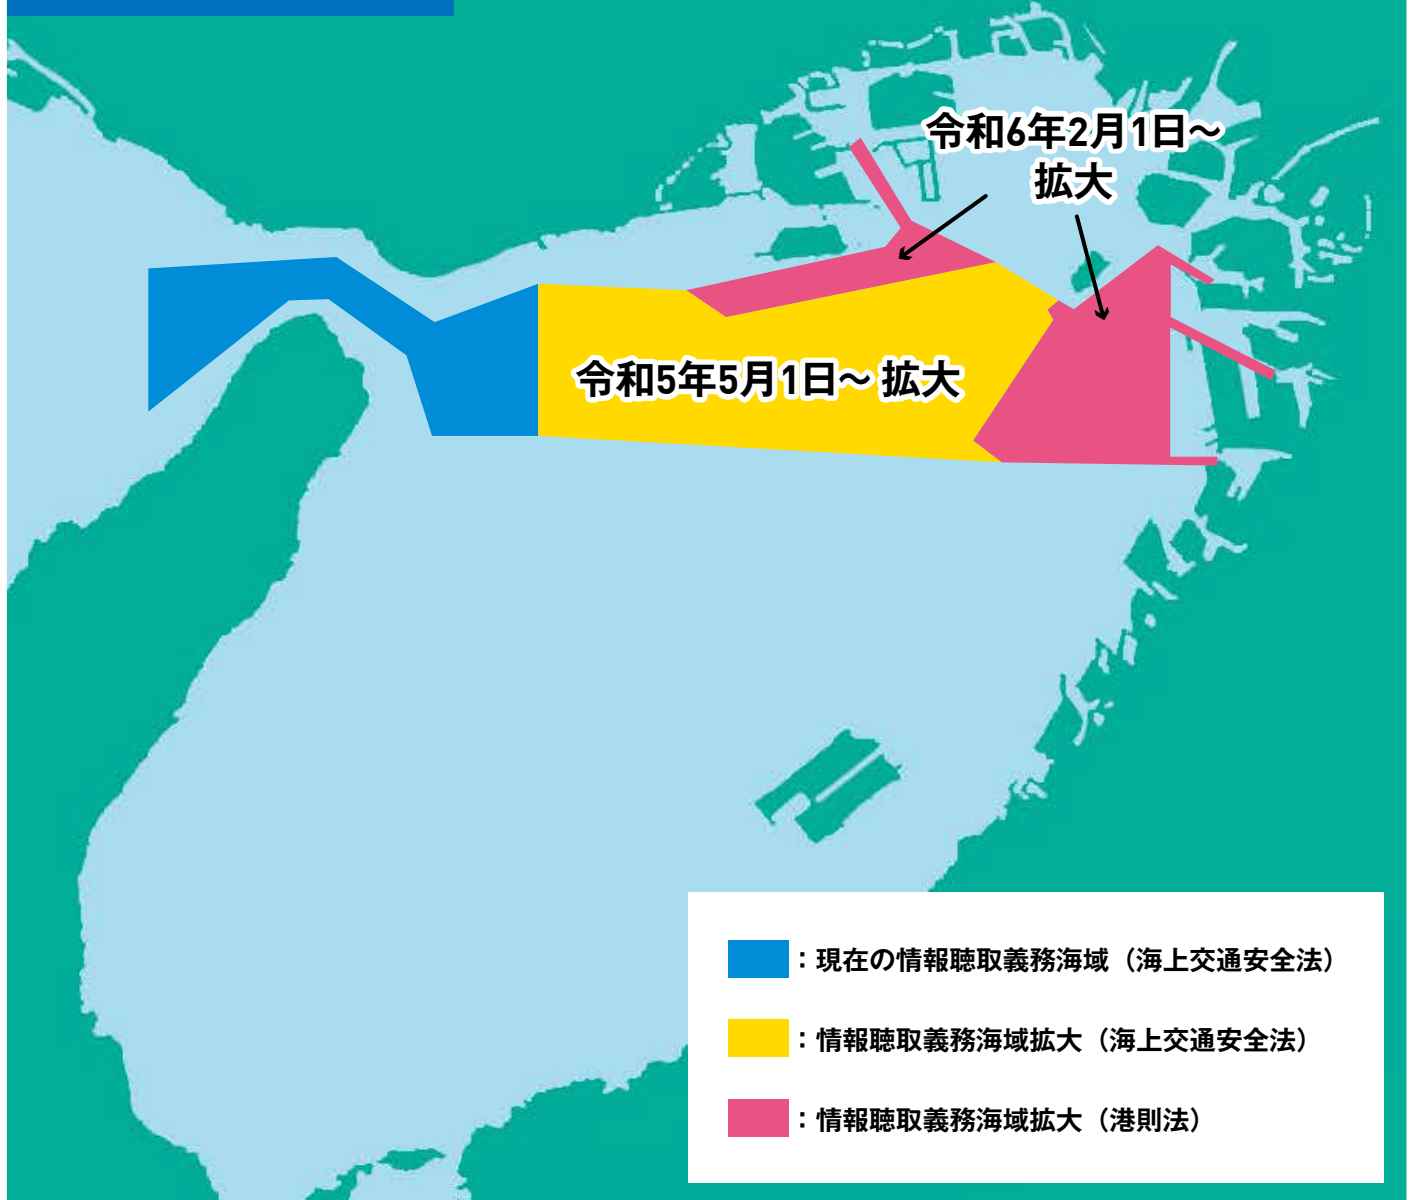 令和6年2月1日～
拡大
令和5年5月1日～ 拡大
：現在の情報聴取義務海域（海上交通安全法）
：情報聴取義務海域拡大（海上交通安全法）
：情報聴取義務海域拡大（港則法）